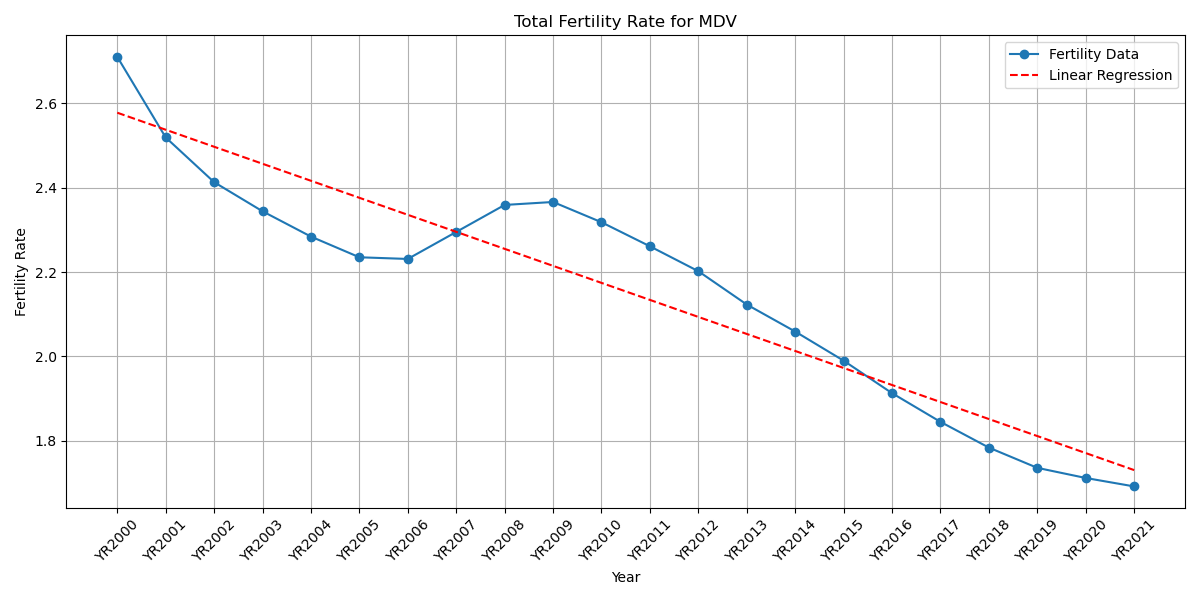 Total Fertility Rate for MDV
Fertility Data
Linear Regression
Fertility Rate
2.6
2.4
2.2
2.0
1.8
YR2000
YR2001
YR2002
YR2003
YR2004
YR2005
YR2006
YR2007
YR2008
YR2009
YR2010
YR2011
YR2012
YR2013
YR2014
YR2015
YR2016
YR2017
YR2018
YR2019
YR2020
YR2021
Year